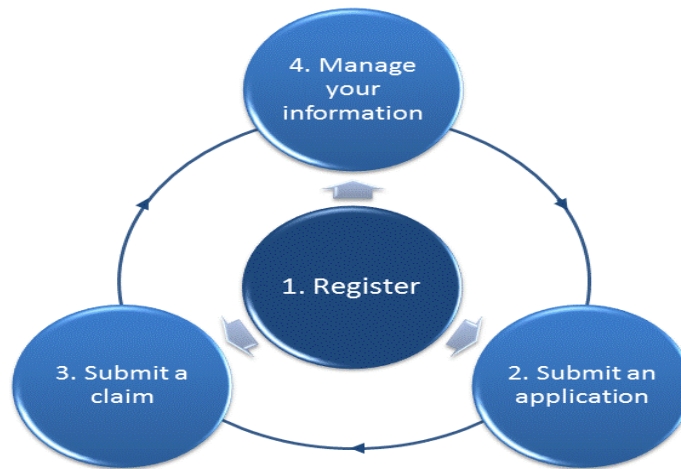 4. Manage
your
information
1. Register
3. Submit a
claim
2. Submit an
application